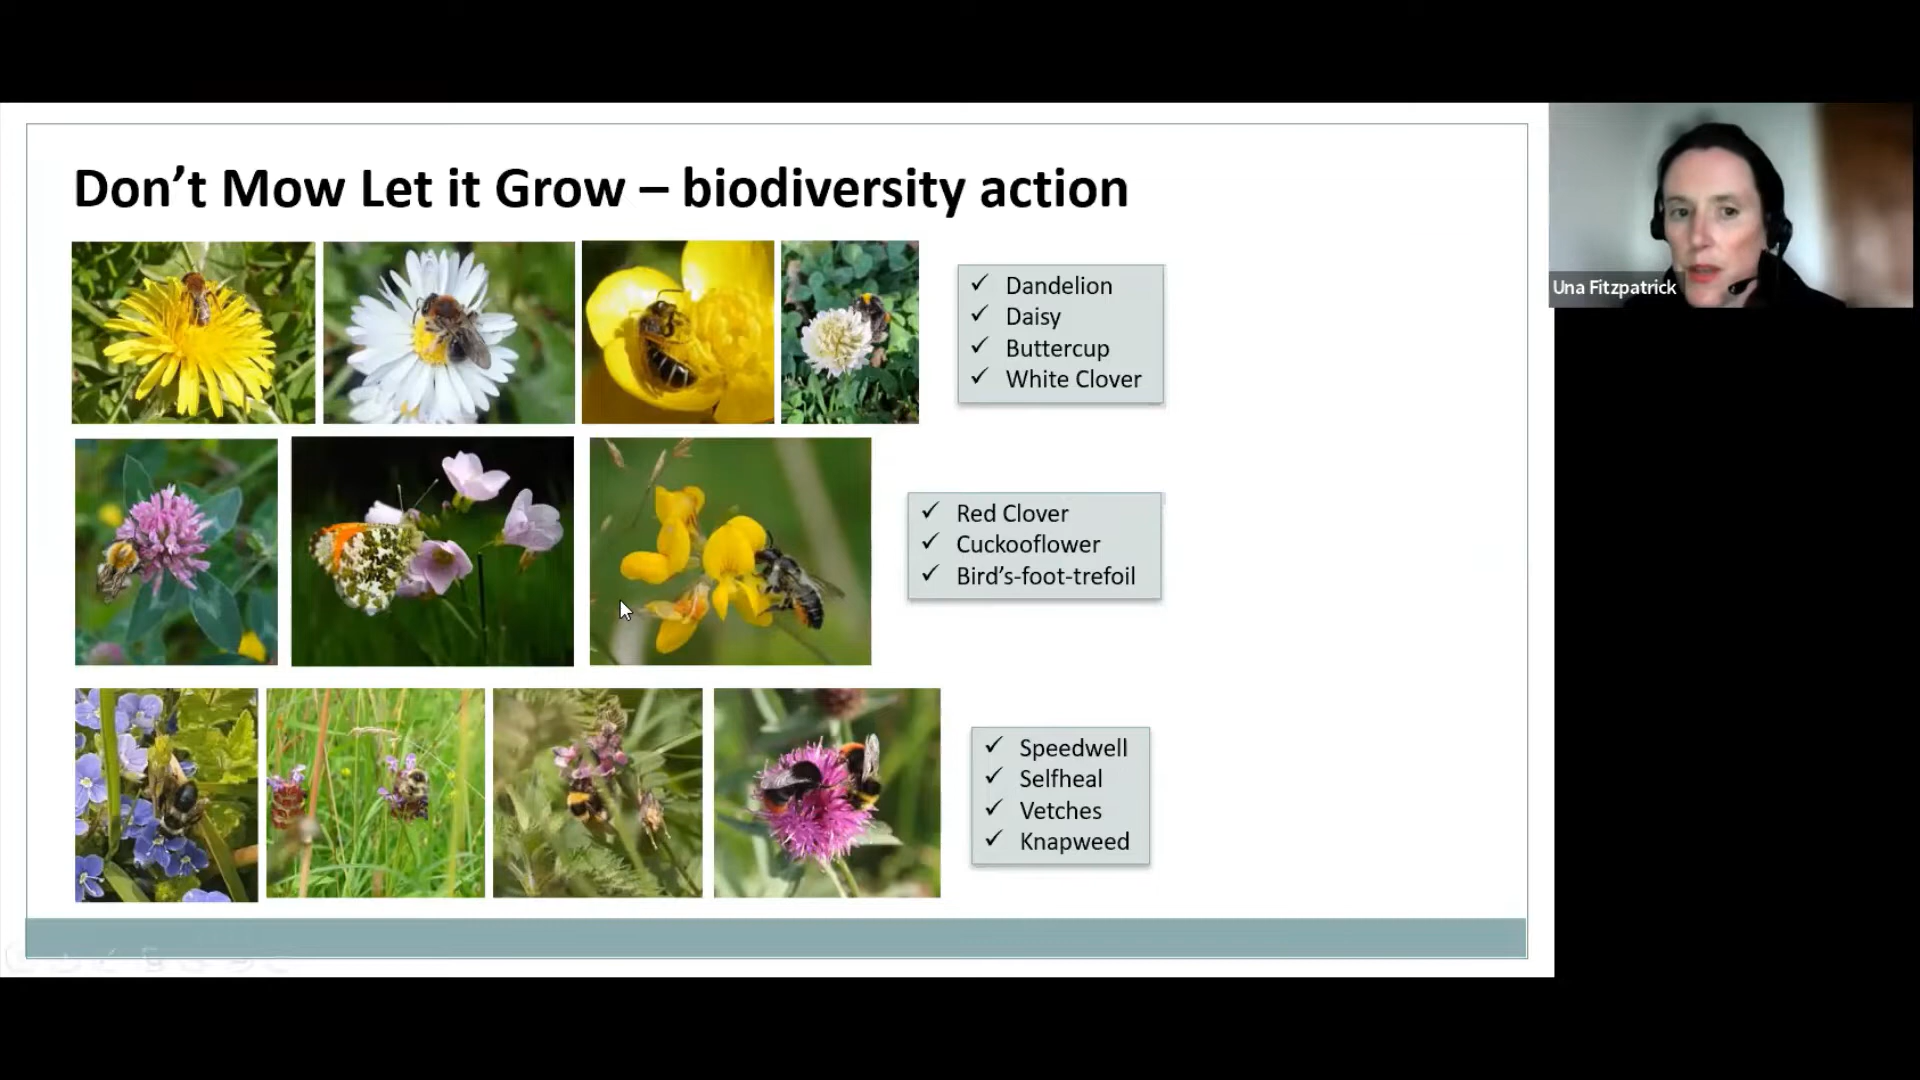 Don’t Mow Let it Grow – biodiversity action
✓ Dandelion
✓ Daisy
✓ Buttercup
✓ White Clover
✓ Red Clover
✓ Cuckooflower
✓ Bird’s-foot-trefoil
✓ Speedwell
✓ Selfheal
✓ Vetches
✓ Knapweed
Una Fitzpatrick